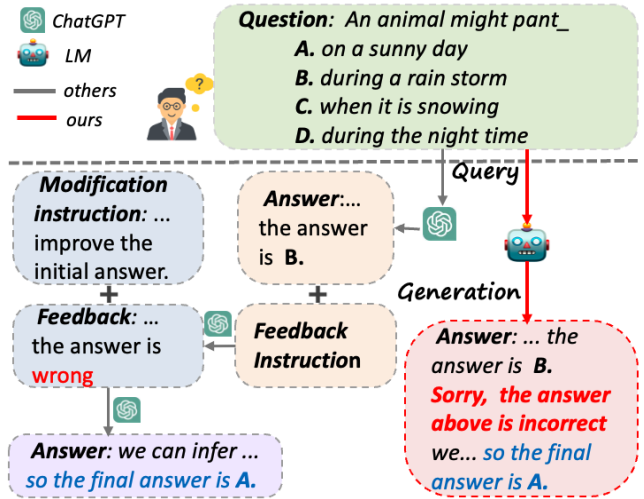 ChatGPT
LM
others
ours
?
Question: An animal might pant_
A. on a sunny day
B. during a rain storm
C. when it is snowing
D. during the night time
Query
Modification
instruction: ...
improve the
initial answer.
+
Feedback: ...
the answer is
wrong
Answer:...
the answer
is B.
+
Feedback
Instruction
Answer: we can infer ...
so the final answer is A.
Generation
Answer: ... the
answer is B.
Sorry, the answer
above is incorrect
we... so the final
answer is A.